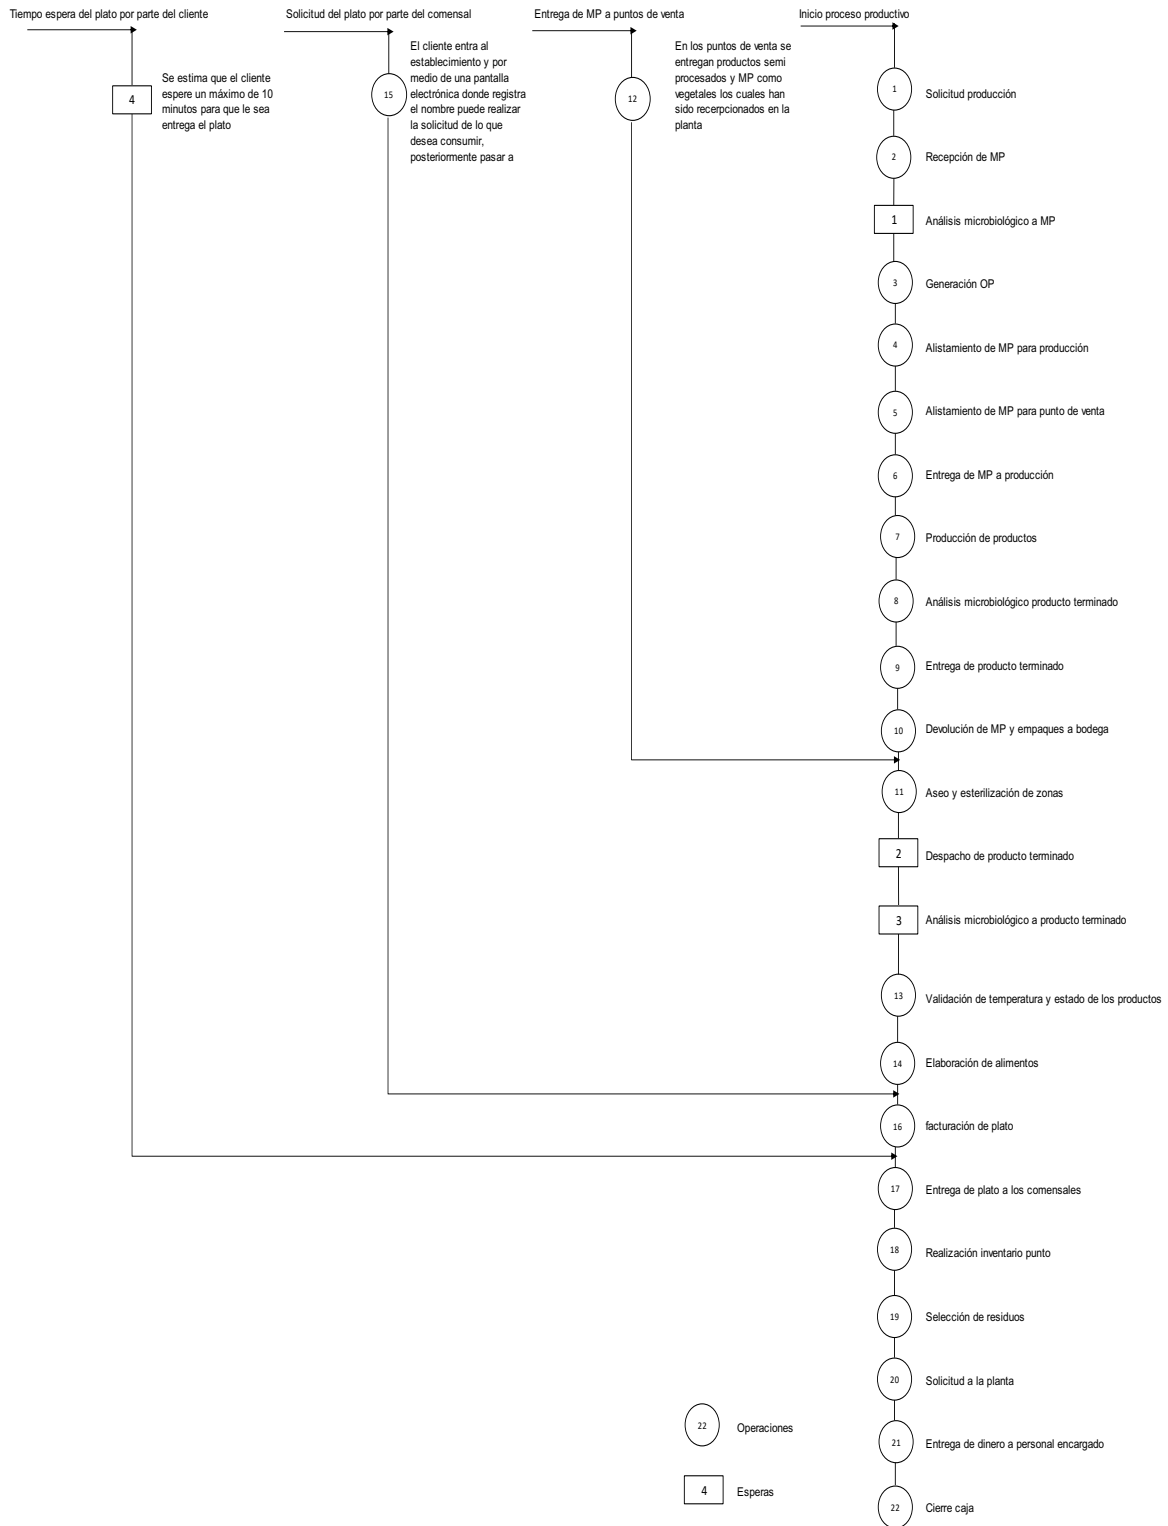 Tiempo espera del plato por parte del cliente
4
Se estima que el cliente
espere un máximo de 10
minutos para que le sea
entrega el plato
Solicitud del plato por parte del comensal
15
El cliente entra al
establecimiento y por
medio de una pantalla
electrónica donde registra
el nombre puede realizar
la solicitud de lo que
desea consumir,
posteriormente pasar a
Entrega de MP a puntos de venta
12
En los puntos de venta se
entregan productos semi
procesados y MP como
vegetales los cuales han
sido recerpcionados en la
planta
Inicio proceso productivo
1 Solicitud producción
2 Recepción de MP
1 Análisis microbiológico a MP
3 Generación OP
4 Alistamiento de MP para producción
5 Alistamiento de MP para punto de venta
6 Entrega de MP a producción
7 Producción de productos
8 Análisis microbiológico producto terminado
9 Entrega de producto terminado
10 Devolución de MP y empaques a bodega
11 Aseo y esterilización de zonas
2 Despacho de producto terminado
3 Análisis microbiológico a producto terminado
13 Validación de temperatura y estado de los productos
14 Elaboración de alimentos
16 facturación de plato
17 Entrega de plato a los comensales
18 Realización inventario punto
19 Selección de residuos
20 Solicitud a la planta
21 Entrega de dinero a personal encargado
22 Cierre caja
22 Operaciones
4 Esperas